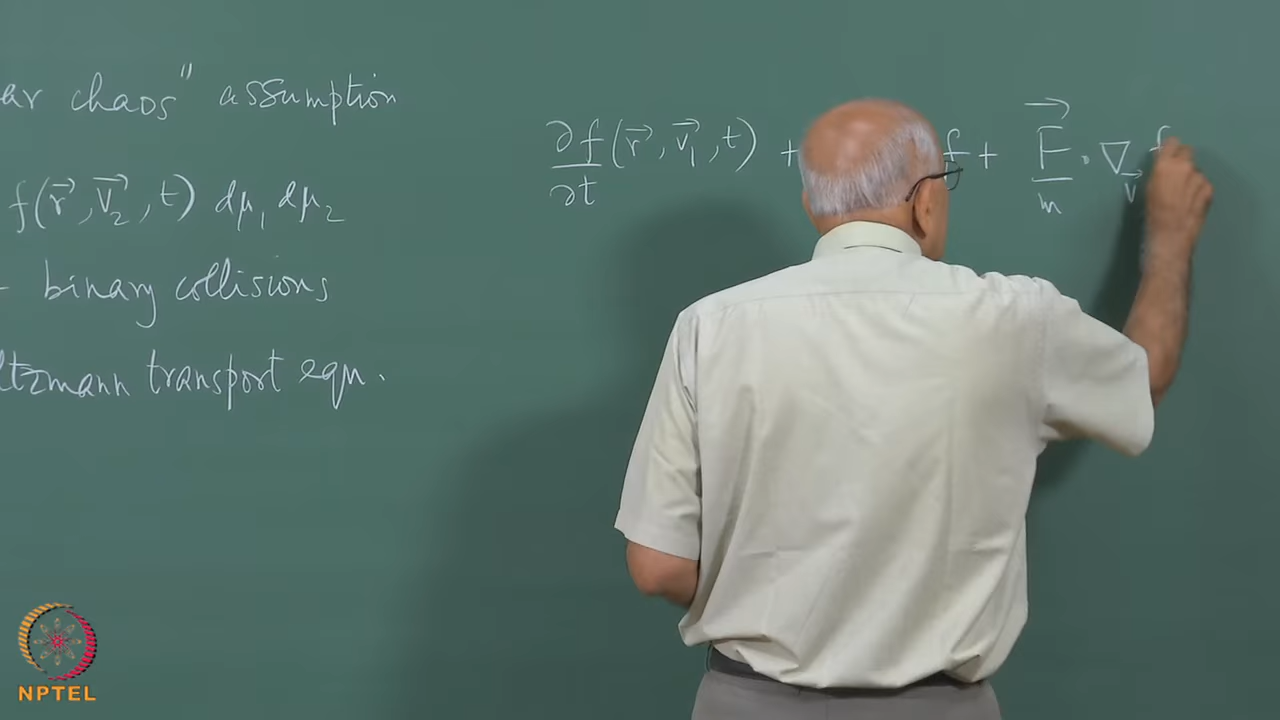 ar chaos" assumption
f(r⃗, v⃗₂, t) dμ₁ dμ₂
- binary collisions
ltzmann transport eqn.
∂f/∂t (r⃗, v⃗₁, t) + f + F⃗/m · ∇_v⃗ f
NPTEL